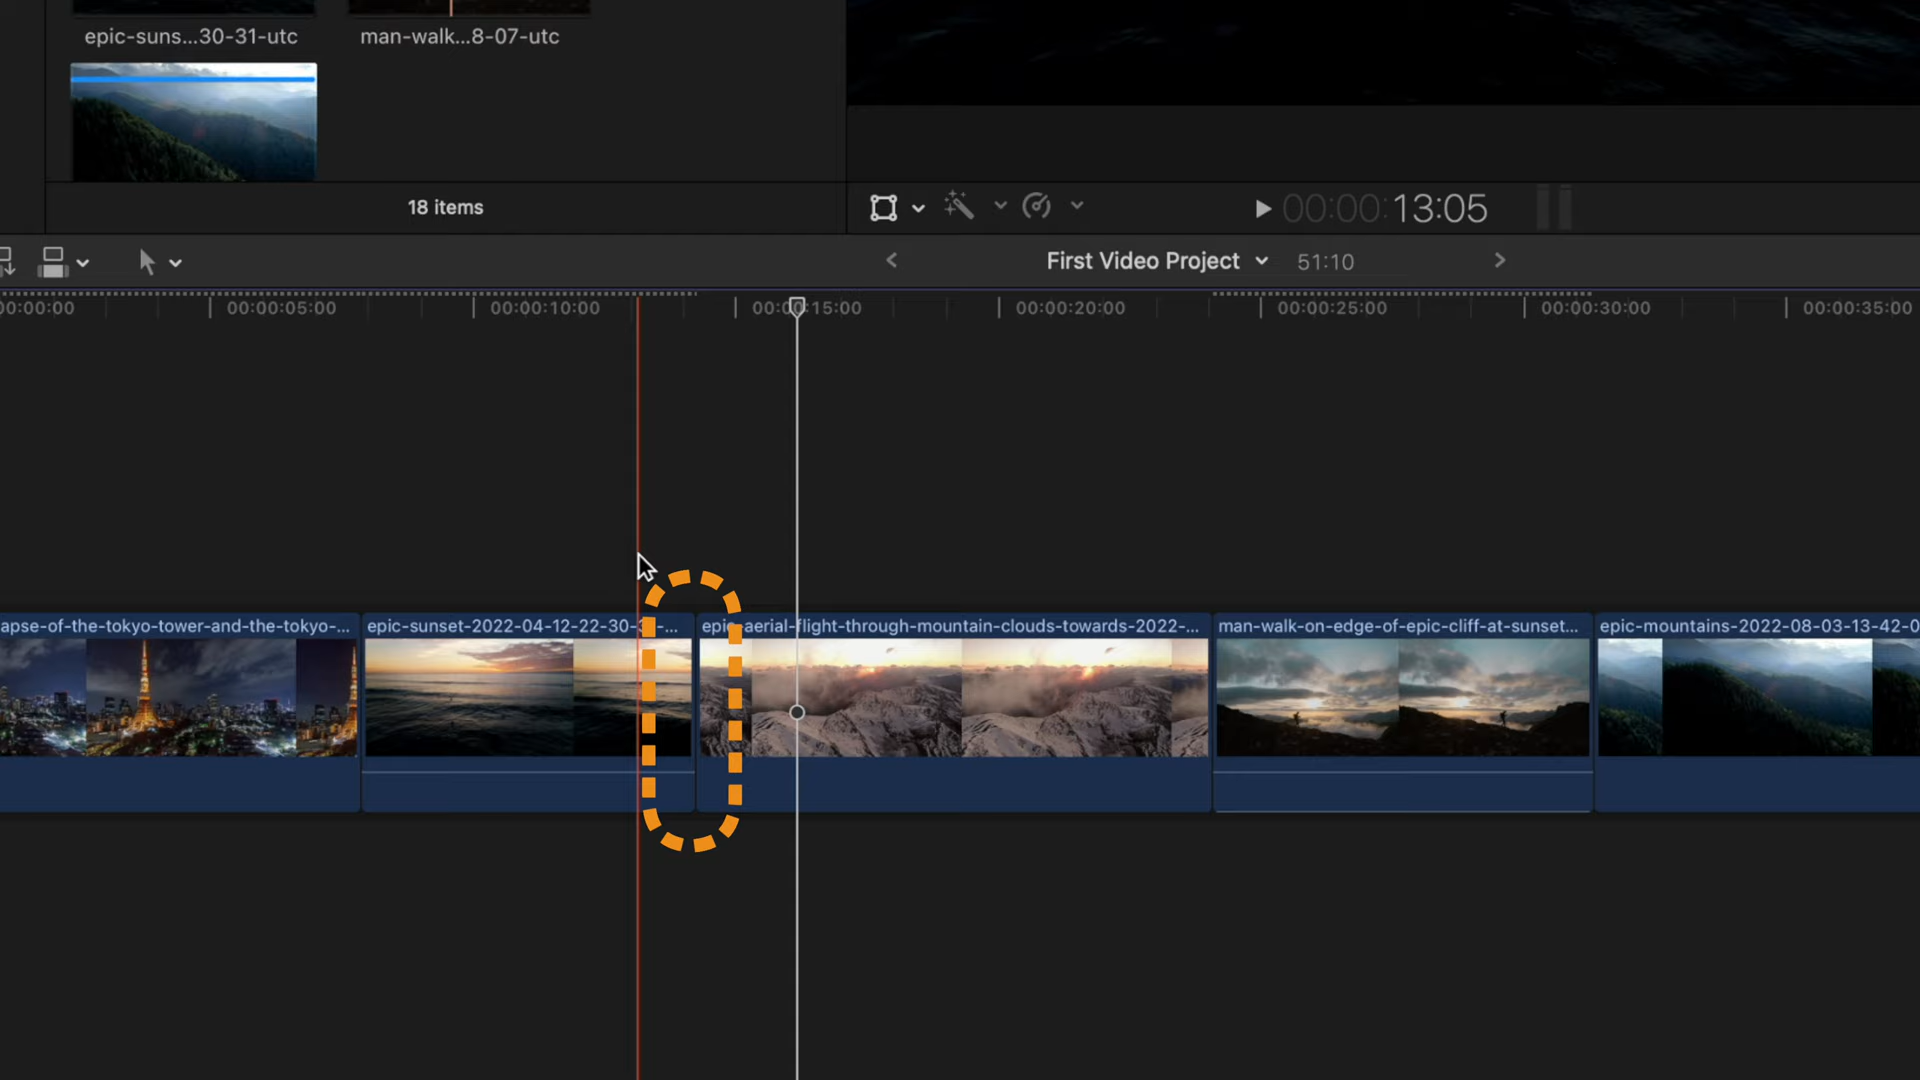 epic-suns...30-31-utc
man-walk...8-07-utc
18 items
00:00:13:05
First Video Project
51:10
00:00:00
00:00:05:00
00:00:10:00
00:00:15:00
00:00:20:00
00:00:25:00
00:00:30:00
00:00:35:00
apse-of-the-tokyo-tower-and-the-tokyo-...
epic-sunset-2022-04-12-22-30-3 -...
epic-aerial-flight-through-mountain-clouds-towards-2022-...
man-walk-on-edge-of-epic-cliff-at-sunset...
epic-mountains-2022-08-03-13-42-0